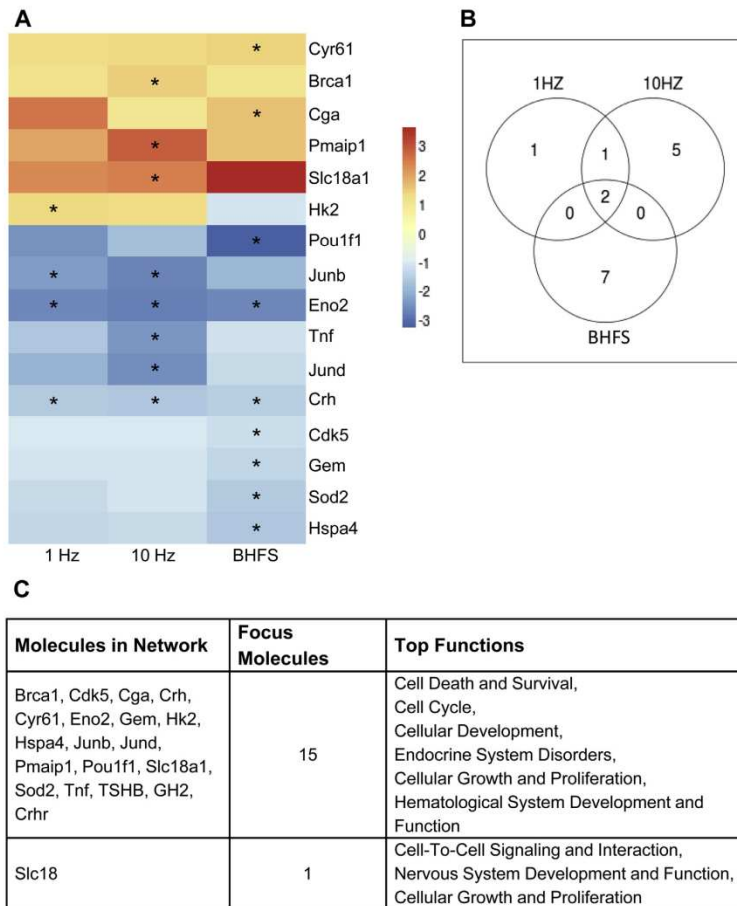 A
*
Cyr61
*
Brca1
*
Cga
*
Pmaip1
*
Slc18a1
*
Hk2
*
Pou1f1
* *
Junb
* * *
Eno2
*
Tnf
*
Jund
* * *
Crh
*
Cdk5
*
Gem
*
Sod2
*
Hspa4
1 Hz 10 Hz BHFS
3
2
1
0
-1
-2
-3
B
1HZ 10HZ
1 1 5
2
0 0
7
BHFS
C
Molecules in Network
Focus
Molecules
Top Functions
Brca1, Cdk5, Cga, Crh,
Cyr61, Eno2, Gem, Hk2,
Hspa4, Junb, Jund,
Pmaip1, Pou1f1, Slc18a1,
Sod2, Tnf, TSHB, GH2,
Crhr
15
Cell Death and Survival,
Cell Cycle,
Cellular Development,
Endocrine System Disorders,
Cellular Growth and Proliferation,
Hematological System Development and
Function
Slc18
1
Cell-To-Cell Signaling and Interaction,
Nervous System Development and Function,
Cellular Growth and Proliferation